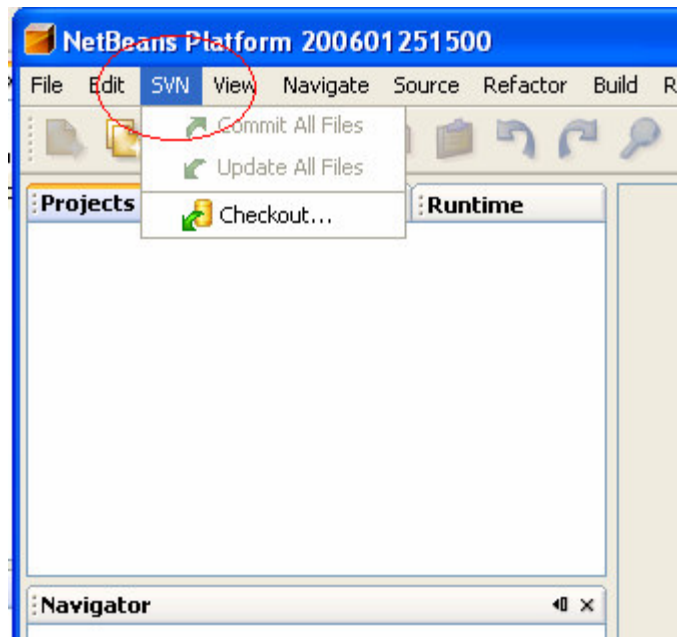 NetBeans Platform 200601251500
File Edit SVN View Navigate Source Refactor Build R
Commit All Files
Update All Files
Checkout...
Projects
Runtime
Navigator